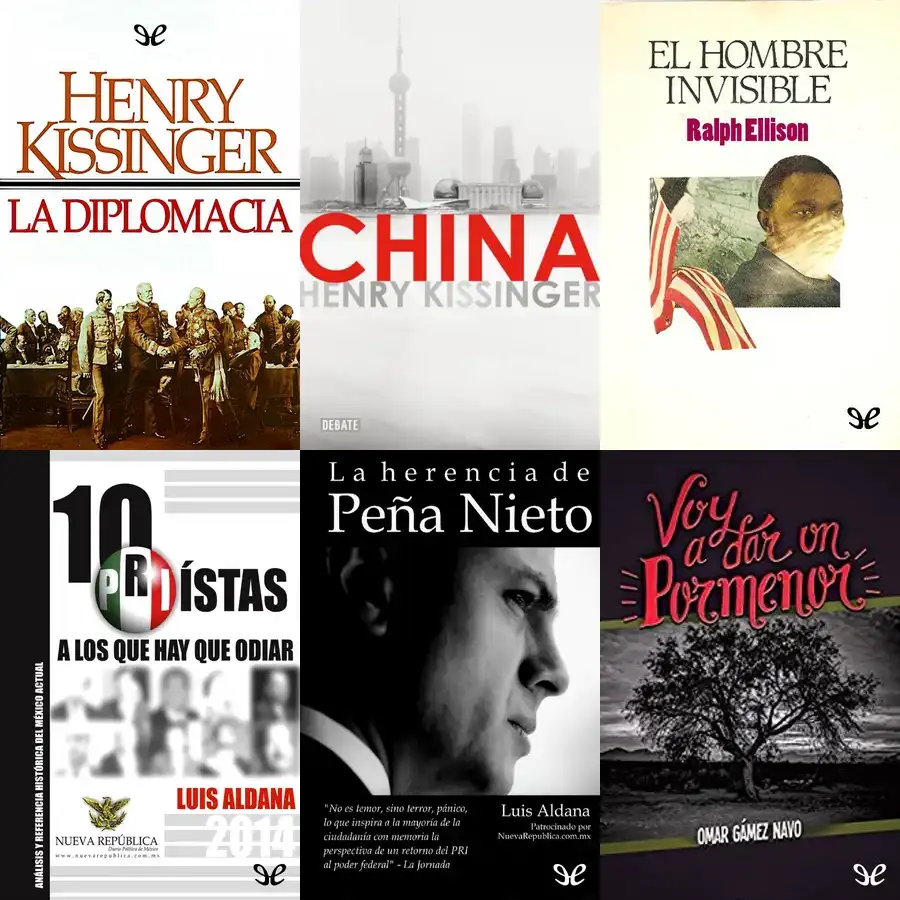 HENRY
KISSINGER
LA DIPLOMACIA
CHINA
HENRY KISSINGER
DEBATE
EL HOMBRE
INVISIBLE
Ralph Ellison
10
PRIÍSTAS
A LOS QUE HAY QUE ODIAR
ANÁLISIS Y REFERENCIA HISTÓRICA DEL MÉXICO ACTUAL
LUIS ALDANA
2014
NUEVA REPÚBLICA
Diario Político de México
www.nuevarepublica.com.mx
La herencia de
Peña Nieto
"No es temor, sino terror, pánico,
lo que inspira a la mayoría de la
ciudadanía con memoria la
perspectiva de un retorno del PRI
al poder federal" - La Jornada
Luis Aldana
Patrocinado por
NuevaRepublica.com.mx
Voy
a dar un
Pormenor
OMAR GÁMEZ NAVO